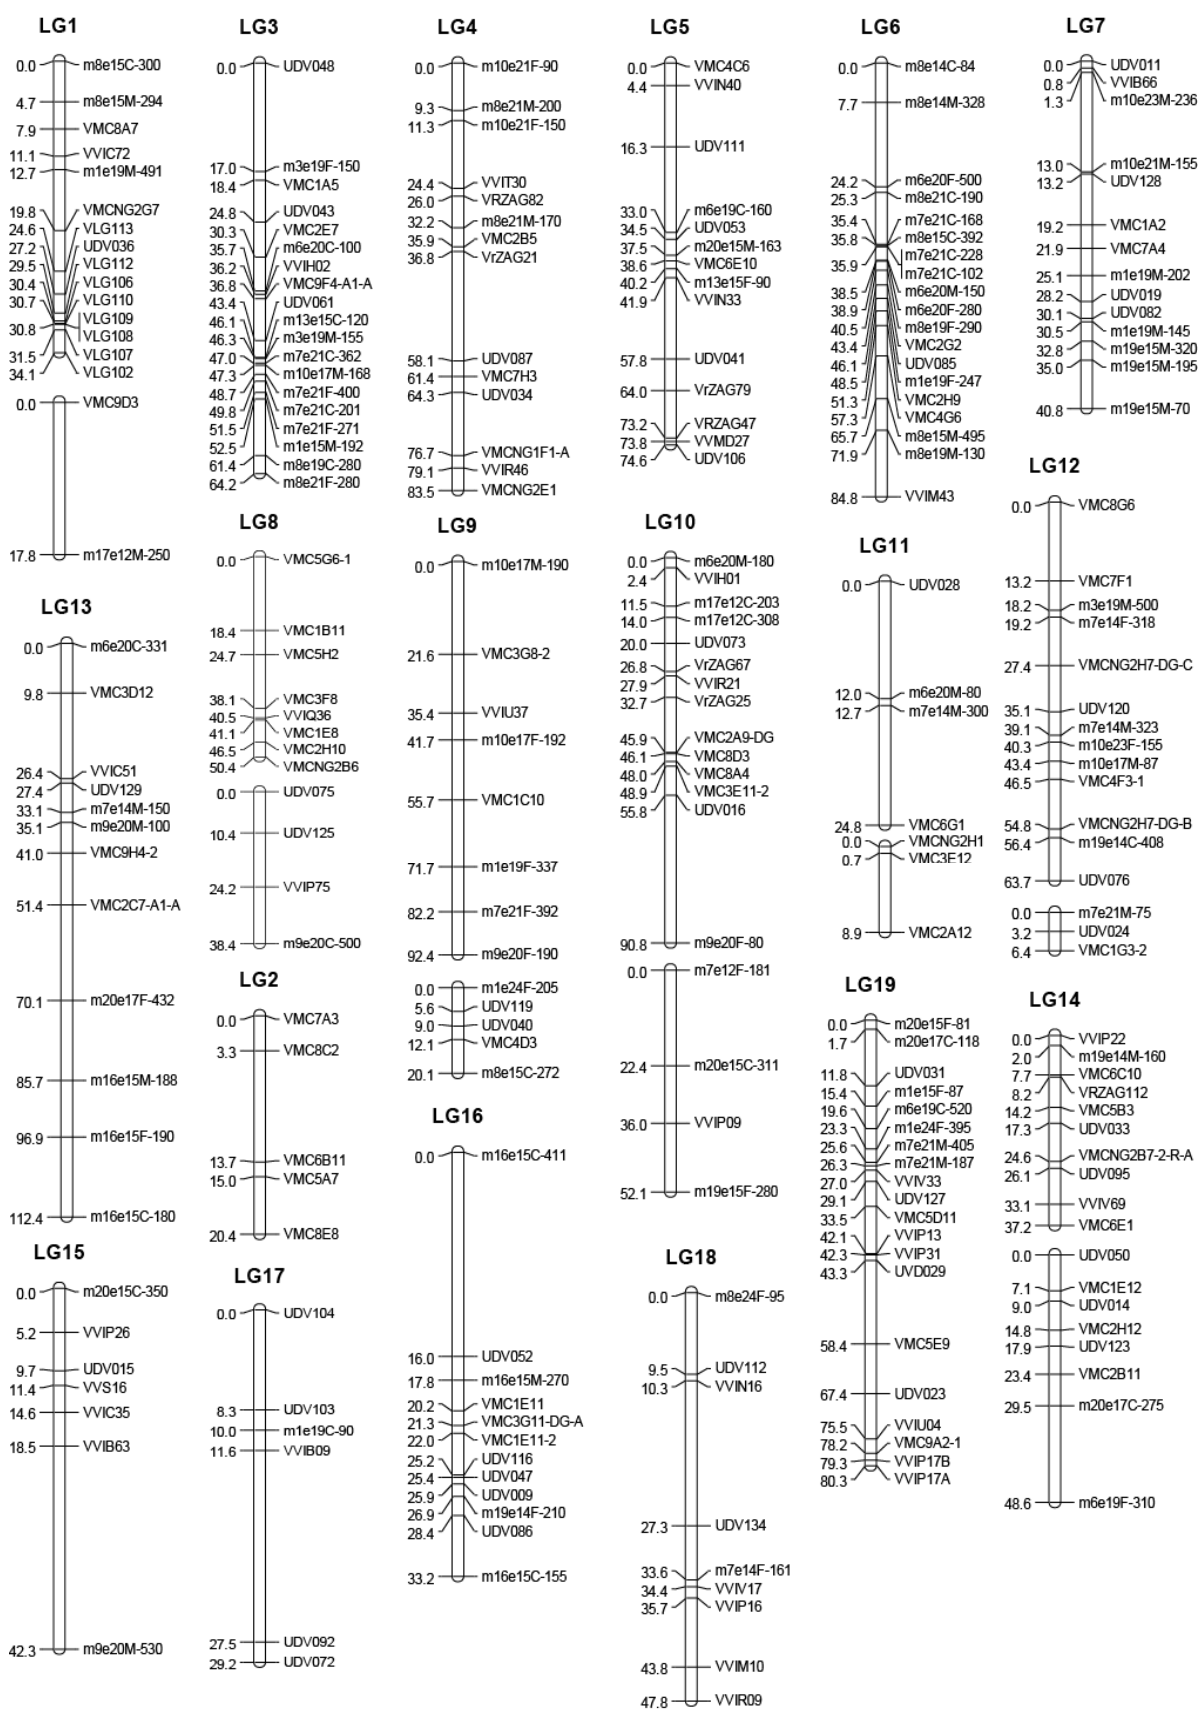 LG1
0.0 m8e15C-300
4.7 m8e15M-294
7.9 VMC8A7
11.1 VVIC72
12.7 m1e19M-491
19.8 VMCNG2G7
24.6 VLG113
27.2 UDV036
29.5 VLG112
30.4 VLG106
30.7 VLG110
30.8 VLG109
VLG108
31.5 VLG107
34.1 VLG102
0.0 VMC9D3
17.8 m17e12M-250
LG3
0.0 UDV048
17.0 m3e19F-150
18.4 VMC1A5
24.8 UDV043
30.3 VMC2E7
35.7 m6e20C-100
36.2 VVIH02
36.8 VMC9F4-A1-A
43.4 UDV061
46.1 m13e15C-120
46.3 m3e19M-155
47.0 m7e21C-362
47.3 m10e17M-168
48.7 m7e21F-400
49.8 m7e21C-201
51.5 m7e21F-271
52.5 m1e15M-192
61.4 m8e19C-280
64.2 m8e21F-280
LG4
0.0 m10e21F-90
9.3 m8e21M-200
11.3 m10e21F-150
24.4 VVIT30
26.0 VRZAG82
32.2 m8e21M-170
35.9 VMC2B5
36.8 VrZAG21
58.1 UDV087
61.4 VMC7H3
64.3 UDV034
76.7 VMCNG1F1-A
79.1 VVIR46
83.5 VMCNG2E1
LG5
0.0 VMC4C6
4.4 VVIN40
16.3 UDV111
33.0 m6e19C-160
34.5 UDV053
37.5 m20e15M-163
38.6 VMC6E10
40.2 m13e15F-90
41.9 VVIN33
57.8 UDV041
64.0 VrZAG79
73.2 VRZAG47
73.8 VVMD27
74.6 UDV106
LG6
0.0 m8e14C-84
7.7 m8e14M-328
24.2 m6e20F-500
25.3 m8e21C-190
35.4 m7e21C-168
35.8 m8e15C-392
35.9 m7e21C-228
m7e21C-102
38.5 m6e20M-150
38.9 m6e20F-280
40.5 m8e19F-290
43.4 VMC2G2
46.1 UDV085
48.5 m1e19F-247
51.3 VMC2H9
57.3 VMC4G6
65.7 m8e15M-495
71.9 m8e19M-130
84.8 VVIM43
LG7
0.0 UDV011
0.8 VVIB66
1.3 m10e23M-236
13.0 m10e21M-155
13.2 UDV128
19.2 VMC1A2
21.9 VMC7A4
25.1 m1e19M-202
28.2 UDV019
30.1 UDV082
30.5 m1e19M-145
32.8 m19e15M-320
35.0 m19e15M-195
40.8 m19e15M-70
LG8
0.0 VMC5G6-1
18.4 VMC1B11
24.7 VMC5H2
38.1 VMC3F8
40.5 VVIQ36
41.1 VMC1E8
46.5 VMC2H10
50.4 VMCNG2B6
0.0 UDV075
10.4 UDV125
24.2 VVIP75
38.4 m9e20C-500
LG9
0.0 m10e17M-190
21.6 VMC3G8-2
35.4 VVIU37
41.7 m10e17F-192
55.7 VMC1C10
71.7 m1e19F-337
82.2 m7e21F-392
92.4 m9e20F-190
0.0 m1e24F-205
5.6 UDV119
9.0 UDV040
12.1 VMC4D3
20.1 m8e15C-272
LG10
0.0 m6e20M-180
2.4 VVIH01
11.5 m17e12C-203
14.0 m17e12C-308
20.0 UDV073
26.8 VrZAG67
27.9 VVIR21
32.7 VrZAG25
45.9 VMC2A9-DG
46.1 VMC8D3
48.0 VMC8A4
48.9 VMC3E11-2
55.8 UDV016
90.8 m9e20F-80
0.0 m7e12F-181
22.4 m20e15C-311
36.0 VVIP09
52.1 m19e15F-280
LG11
0.0 UDV028
12.0 m6e20M-80
12.7 m7e14M-300
24.8 VMC6G1
0.0 VMCNG2H1
0.7 VMC3E12
8.9 VMC2A12
LG12
0.0 VMC8G6
13.2 VMC7F1
18.2 m3e19M-500
19.2 m7e14F-318
27.4 VMCNG2H7-DG-C
35.1 UDV120
39.1 m7e14M-323
40.3 m10e23F-155
43.4 m10e17M-87
46.5 VMC4F3-1
54.8 VMCNG2H7-DG-B
56.4 m19e14C-408
63.7 UDV076
0.0 m7e21M-75
3.2 UDV024
6.4 VMC1G3-2
LG13
0.0 m6e20C-331
9.8 VMC3D12
26.4 VVIC51
27.4 UDV129
33.1 m7e14M-150
35.1 m9e20M-100
41.0 VMC9H4-2
51.4 VMC2C7-A1-A
70.1 m20e17F-432
85.7 m16e15M-188
96.9 m16e15F-190
112.4 m16e15C-180
LG2
0.0 VMC7A3
3.3 VMC8C2
13.7 VMC6B11
15.0 VMC5A7
20.4 VMC8E8
LG16
0.0 m16e15C-411
16.0 UDV052
17.8 m16e15M-270
20.2 VMC1E11
21.3 VMC3G11-DG-A
22.0 VMC1E11-2
25.2 UDV116
25.4 UDV047
25.9 UDV009
26.9 m19e14F-210
28.4 UDV086
33.2 m16e15C-155
LG19
0.0 m20e15F-81
1.7 m20e17C-118
11.8 UDV031
15.4 m1e15F-87
19.6 m6e19C-520
23.3 m1e24F-395
25.6 m7e21M-405
26.3 m7e21M-187
27.0 VVIV33
29.1 UDV127
33.5 VMC5D11
42.1 VVIP13
42.3 VVIP31
43.3 UVD029
58.4 VMC5E9
67.4 UDV023
75.5 VVIU04
78.2 VMC9A2-1
79.3 VVIP17B
80.3 VVIP17A
LG14
0.0 VVIP22
2.0 m19e14M-160
7.7 VMC6C10
8.2 VRZAG112
14.2 VMC5B3
17.3 UDV033
24.6 VMCNG2B7-2-R-A
26.1 UDV095
33.1 VVIV69
37.2 VMC6E1
0.0 UDV050
7.1 VMC1E12
9.0 UDV014
14.8 VMC2H12
17.9 UDV123
23.4 VMC2B11
29.5 m20e17C-275
48.6 m6e19F-310
LG15
0.0 m20e15C-350
5.2 VVIP26
9.7 UDV015
11.4 VVS16
14.6 VVIC35
18.5 VVIB63
42.3 m9e20M-530
LG17
0.0 UDV104
8.3 UDV103
10.0 m1e19C-90
11.6 VVIB09
27.5 UDV092
29.2 UDV072
LG18
0.0 m8e24F-95
9.5 UDV112
10.3 VVIN16
27.3 UDV134
33.6 m7e14F-161
34.4 VVIV17
35.7 VVIP16
43.8 VVIM10
47.8 VVIR09